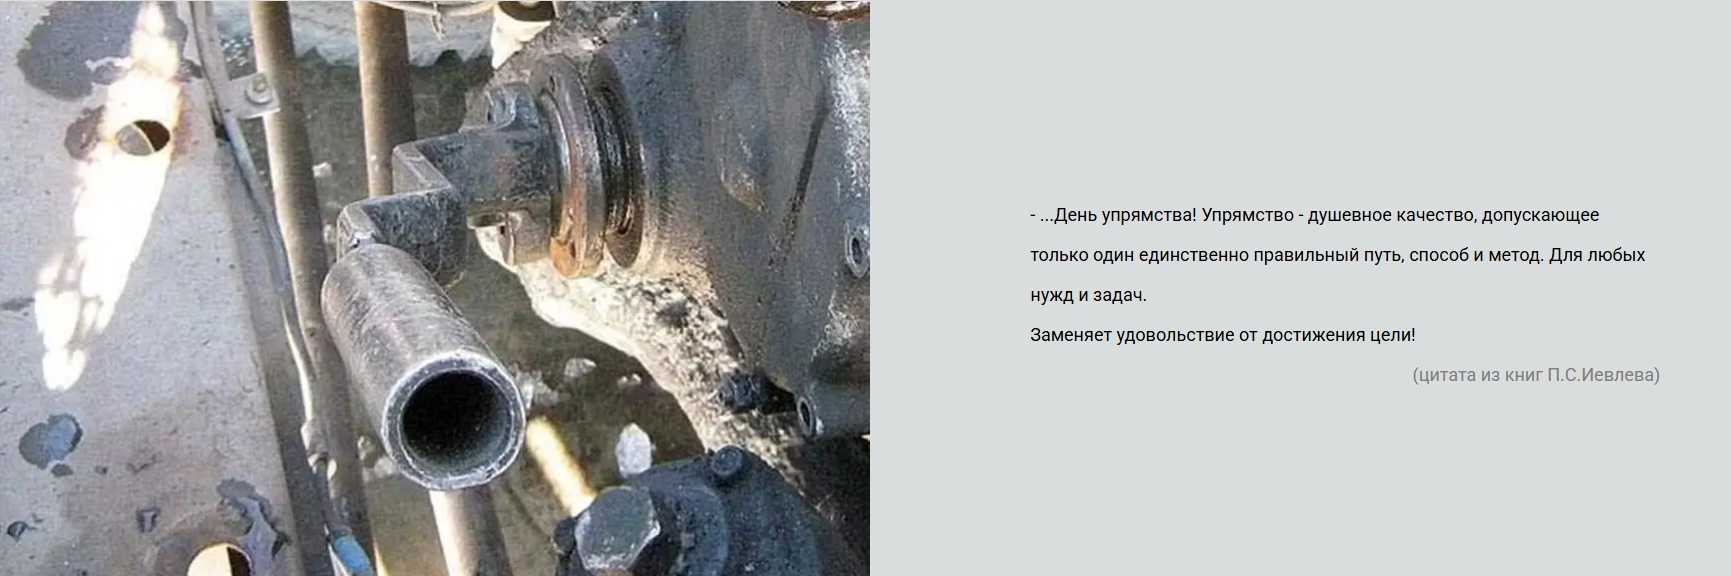 - ...День упрямства! Упрямство - душевное качество, допускающее
только один единственно правильный путь, способ и метод. Для любых
нужд и задач.
Заменяет удовольствие от достижения цели!
(цитата из книг П.С.Иевлева)